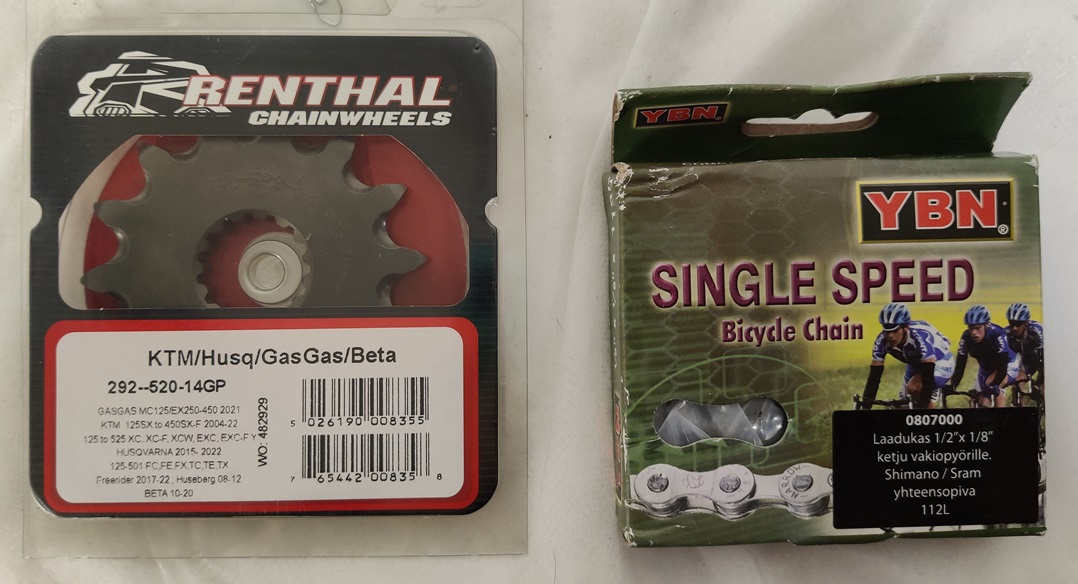 RENTHAL
CHAINWHEELS
KTM/Husq/GasGas/Beta
292--520-14GP
GASGAS MC125/EX250-450 2021
KTM 125SX to 450SX-F 2004-22
125 to 525 XC, XC-F, XCW, EXC, EXC-F Y
HUSQVARNA 2015- 2022
125-501 FC,FE,FX,TC,TE,TX
Freerider 2017-22 , Huseberg 08-12
BETA 10-20
WO: 482929
5 026190 008355
7 65442 00835 6
YBN
YBN®
SINGLE SPEED
Bicycle Chain
NARROW
0807000
Laadukas 1/2"x 1/8"
ketju vakiopyörille.
Shimano / Sram
yhteensopiva
112L